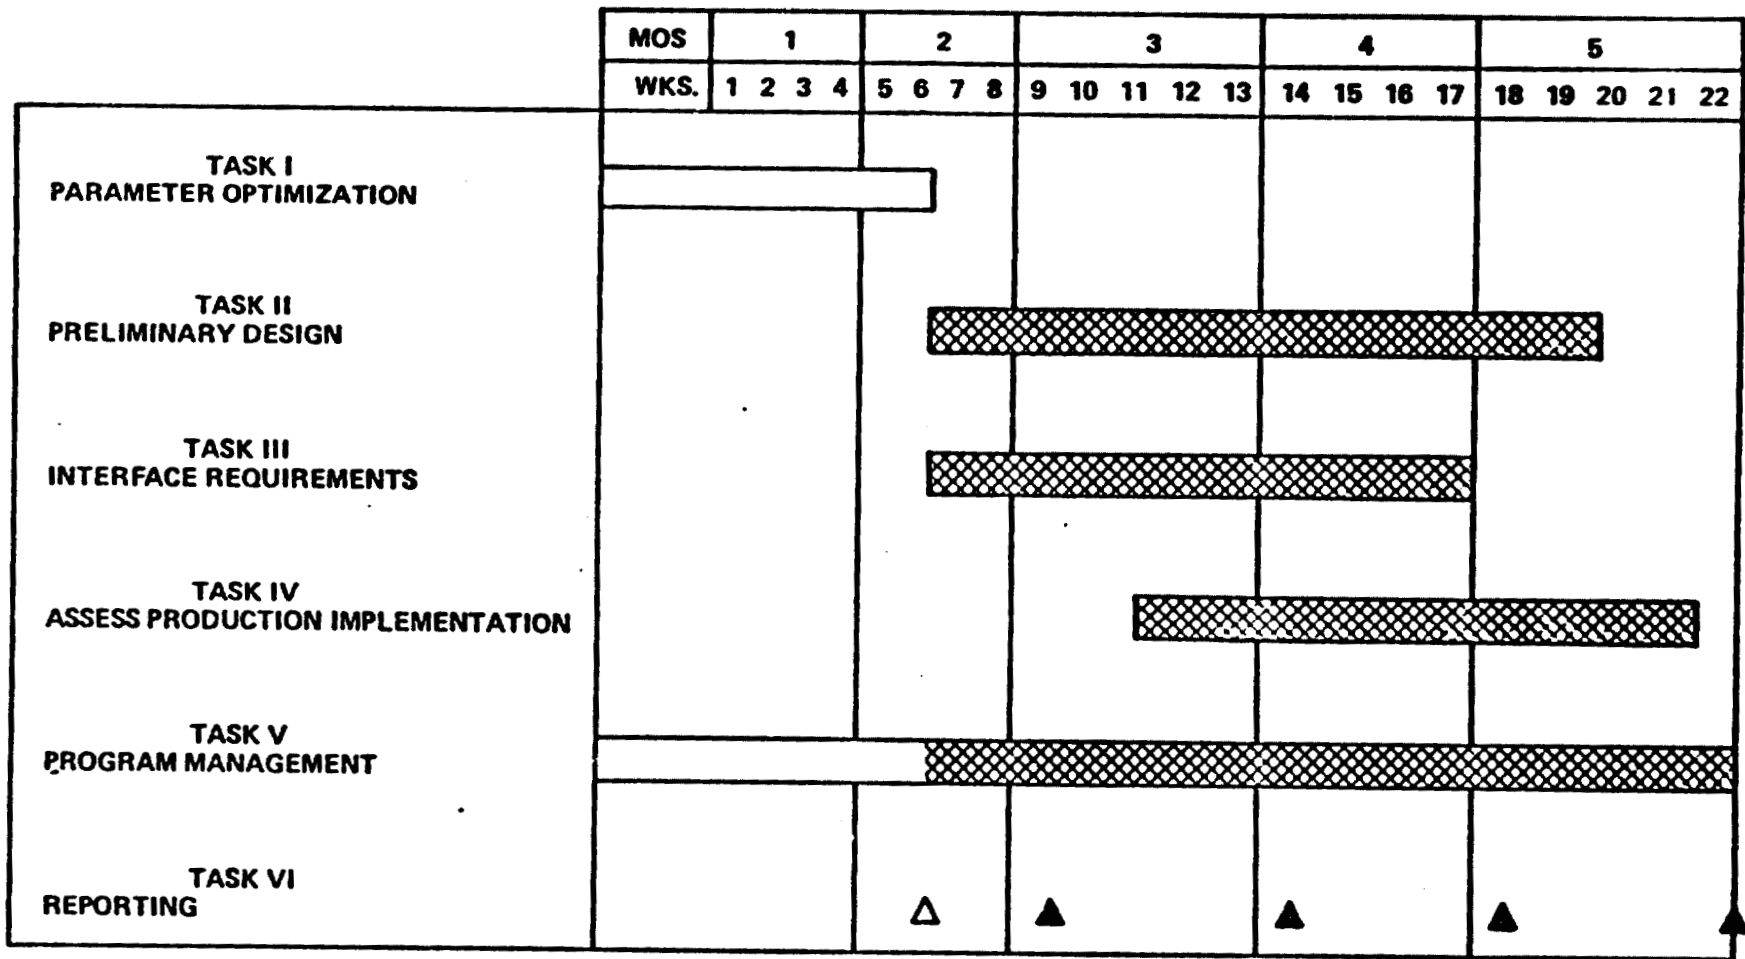 MOS 1 2 3 4 5
WKS. 1 2 3 4 5 6 7 8 9 10 11 12 13 14 15 16 17 18 19 20 21 22
TASK I
PARAMETER OPTIMIZATION
TASK II
PRELIMINARY DESIGN
TASK III
INTERFACE REQUIREMENTS
TASK IV
ASSESS PRODUCTION IMPLEMENTATION
TASK V
PROGRAM MANAGEMENT
TASK VI
REPORTING